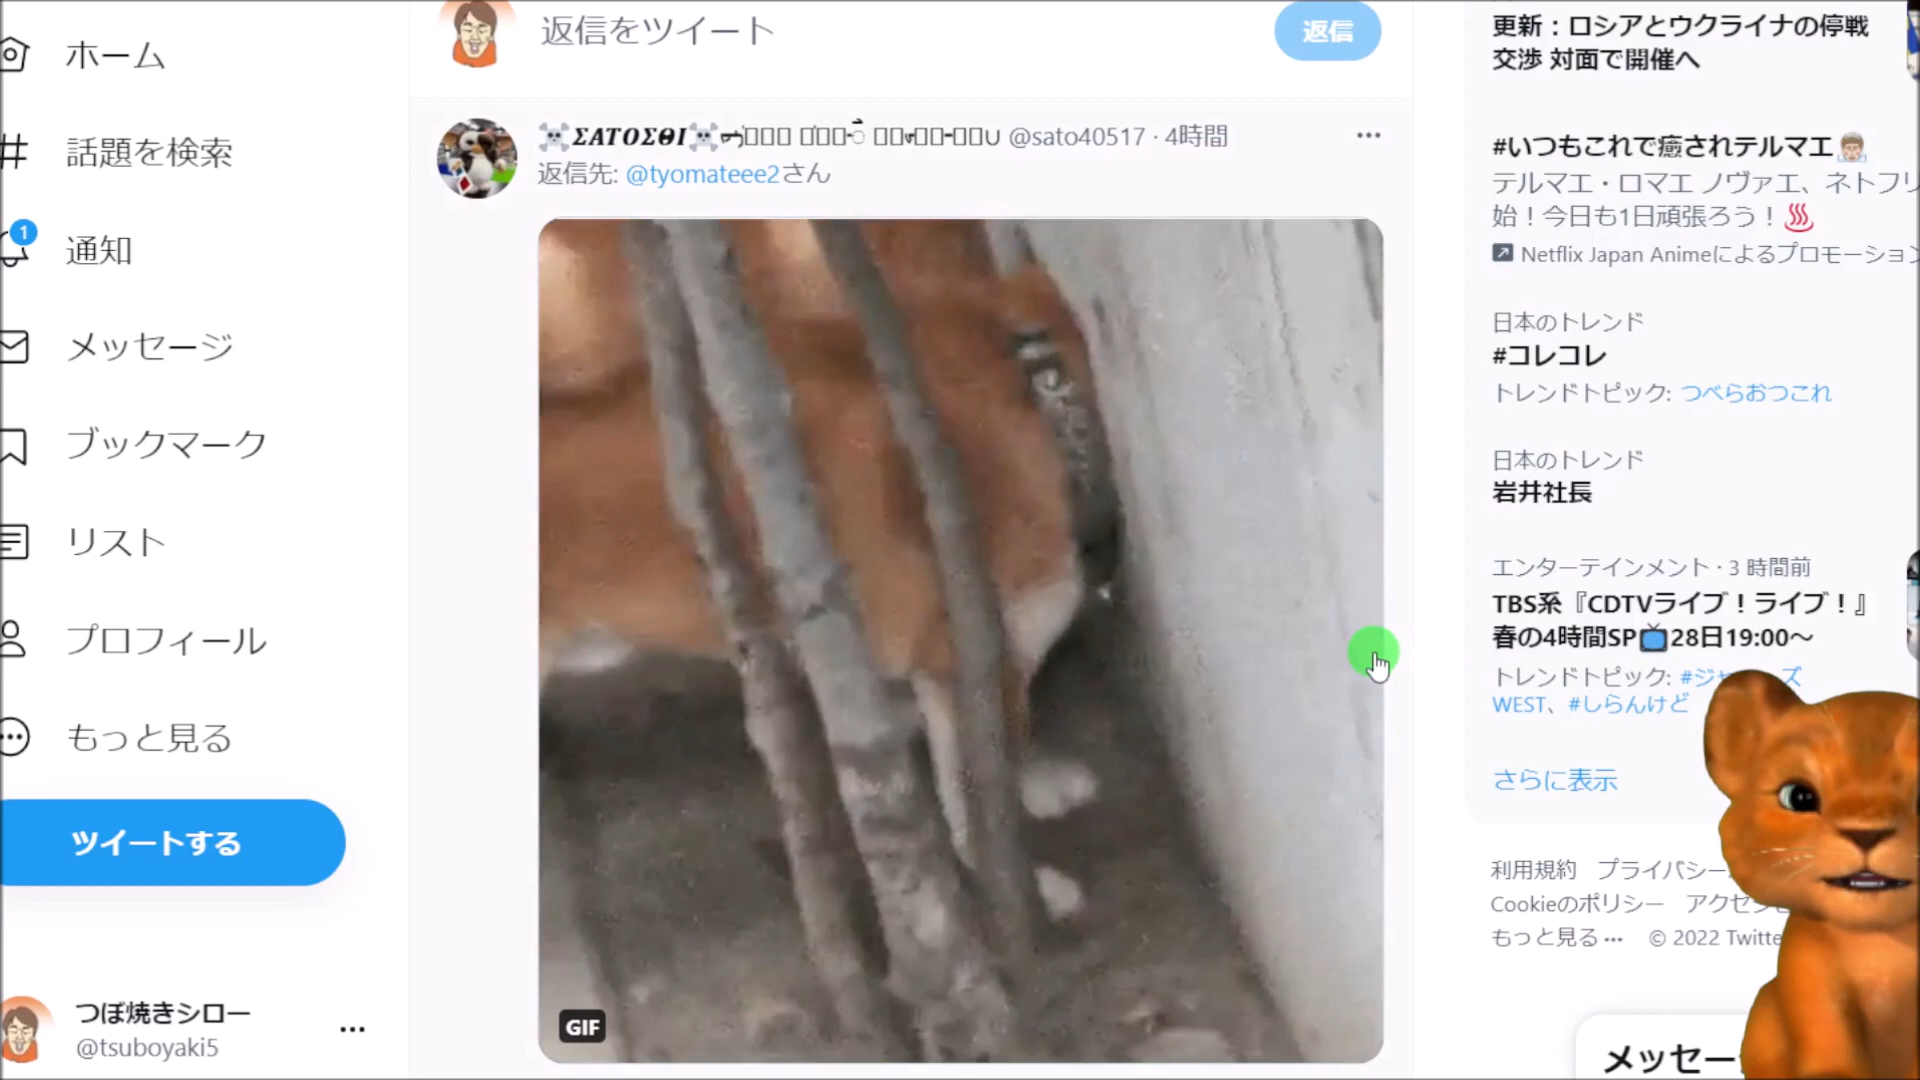 ホーム
話題を検索
1
通知
メッセージ
ブックマーク
リスト
プロフィール
もっと見る
ツイートする
つぼ焼きシロー
@tsuboyaki5
返信をツイート
返信
ΣΑΤΟΣΘΙ
@sato40517 · 4時間
返信先: @tyomateee2さん
GIF
更新：ロシアとウクライナの停戦
交渉 対面で開催へ
#いつもこれで癒されテルマエ
テルマエ・ロマエ ノヴァエ、ネトフリ
始！今日も1日頑張ろう！
Netflix Japan Animeによるプロモーション
日本のトレンド
#コレコレ
トレンドトピック: つべらおつこれ
日本のトレンド
岩井社長
エンターテインメント · 3 時間前
TBS系『CDTVライブ！ライブ！』
春の4時間SP📺28日19:00〜
トレンドトピック: #ジャ
ズ
WEST、#しらんけど
さらに表示
利用規約 プライバシー
Cookieのポリシー アクセシ
もっと見る ··· © 2022 Twitte
メッセー